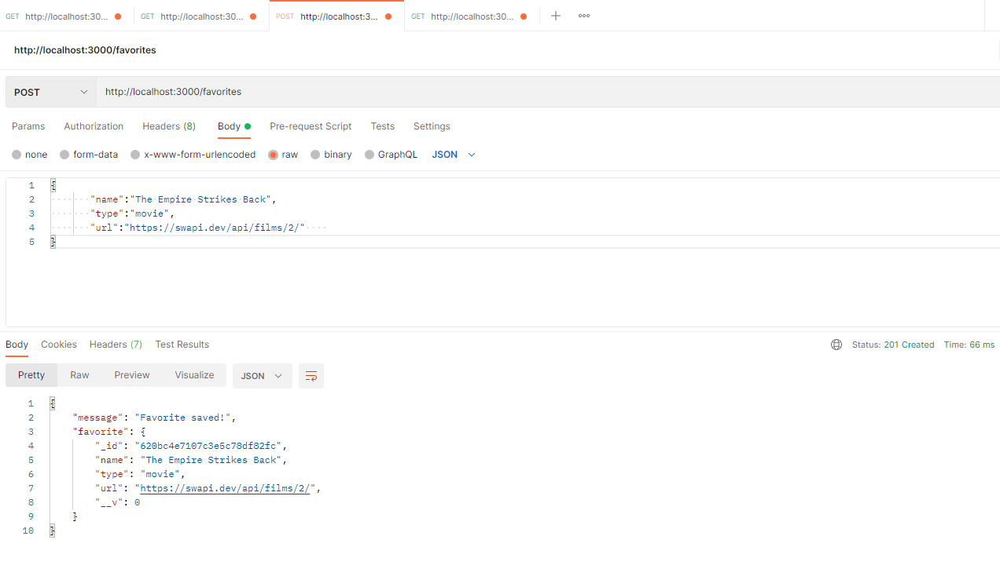 GET http://localhost:30... GET http://localhost:30... POST http://localhost:3... GET http://localhost:30...
http://localhost:3000/favorites
POST http://localhost:3000/favorites
Params Authorization Headers (8) Body Pre-request Script Tests Settings
none form-data x-www-form-urlencoded raw binary GraphQL JSON
1 {
2 "name":"The Empire Strikes Back",
3 "type":"movie",
4 "url":"https://swapi.dev/api/films/2/"
5 }
Body Cookies Headers (7) Test Results Status: 201 Created Time: 66 ms
Pretty Raw Preview Visualize JSON
1 {
2 "message": "Favorite saved!",
3 "favorite": {
4 "_id": "620bc4e7107c3e5c78df82fc",
5 "name": "The Empire Strikes Back",
6 "type": "movie",
7 "url": "https://swapi.dev/api/films/2/",
8 "__v": 0
9 }
10 }